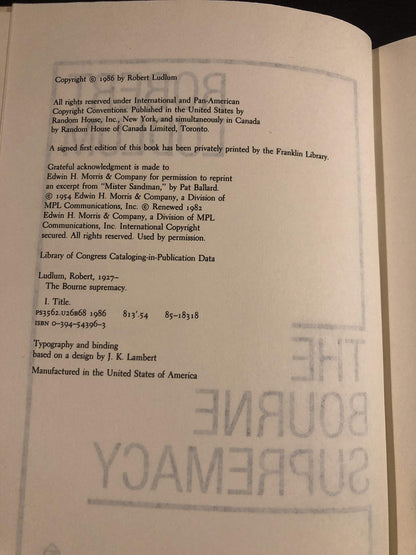 Copyright © 1986 by Robert Ludlum
All rights reserved under International and Pan-American
Copyright Conventions. Published in the United States by
Random House, Inc., New York, and simultaneously in Canada
by Random House of Canada Limited, Toronto.
A signed first edition of this book has been privately printed by the Franklin Library.
Grateful acknowledgment is made to
Edwin H. Morris & Company for permission to reprint
an excerpt from "Mister Sandman," by Pat Ballard.
© 1954 Edwin H. Morris & Company, a Division of
MPL Communications, Inc. © Renewed 1982
Edwin H. Morris & Company, a Division of MPL
Communications, Inc. International Copyright
secured. All rights reserved. Used by permission.
Library of Congress Cataloging-in-Publication Data
Ludlum, Robert, 1927–
The Bourne supremacy.
I. Title.
PS3562.U26B68 1986 813'.54 85-18318
ISBN 0-394-54396-3
Typography and binding
based on a design by J. K. Lambert
Manufactured in the United States of America
ROBERT
LUDLUM
THE
BOURNE
SUPREMACY